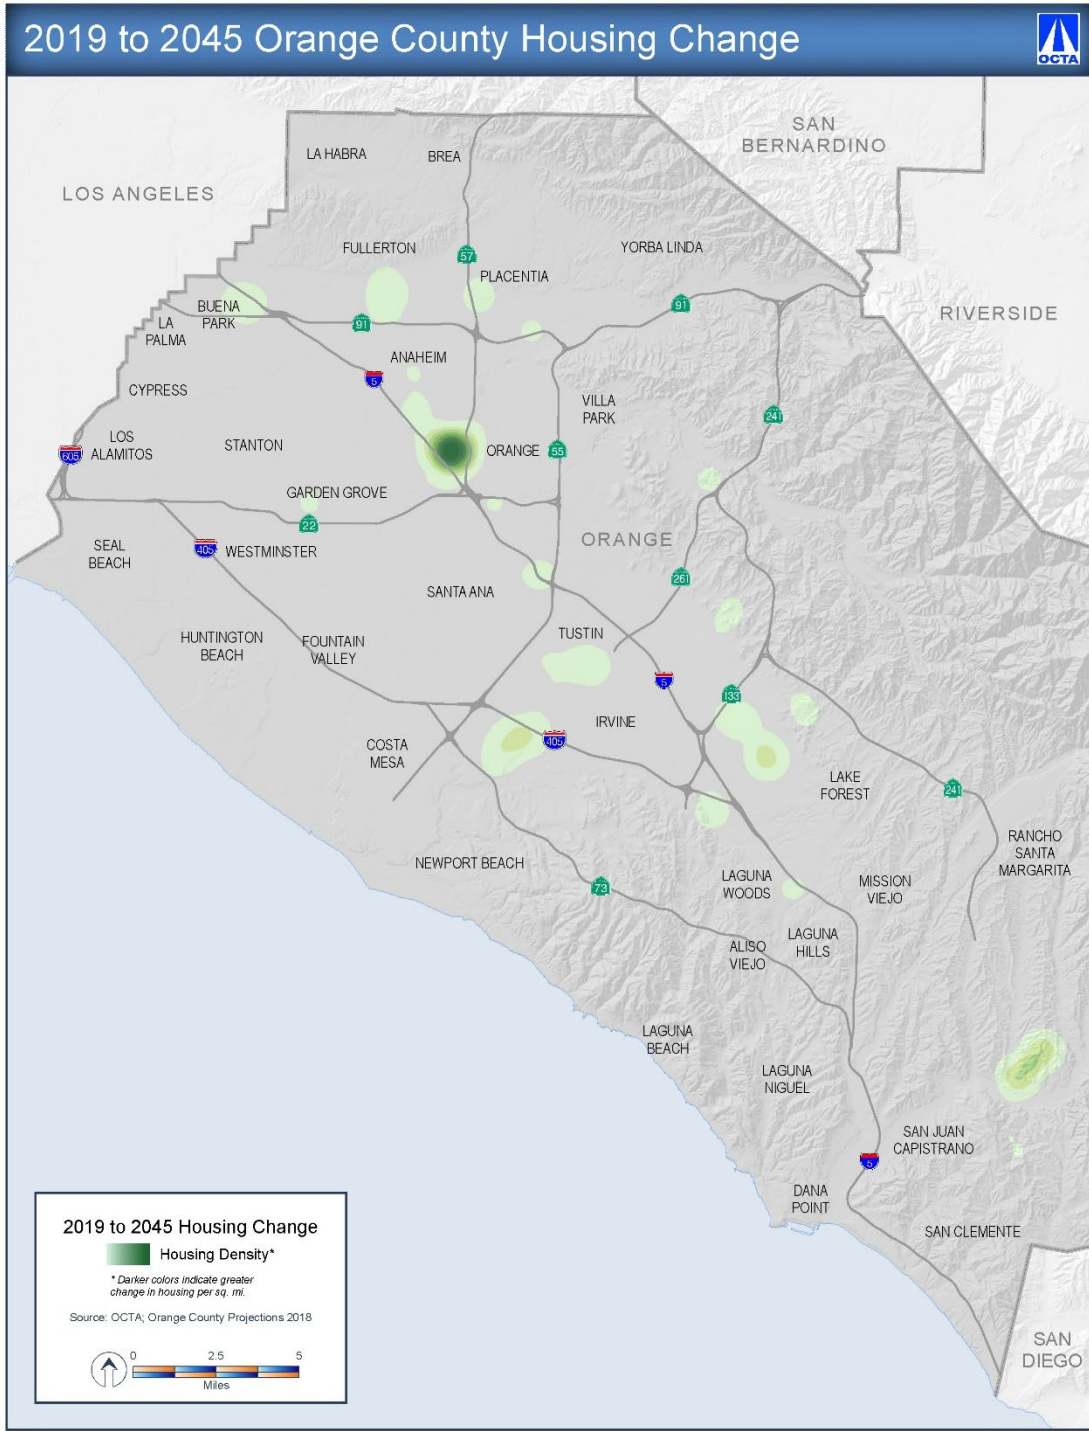 2019 to 2045 Orange County Housing Change
OCTA
SAN
BERNARDINO
LA HABRA
BREA
LOS ANGELES
FULLERTON
57
YORBA LINDA
PLACENTIA
BUENA
PARK
91
91
RIVERSIDE
LA
PALMA
ANAHEIM
5
CYPRESS
VILLA
PARK
241
LOS
ALAMITOS
STANTON
ORANGE
55
605
GARDEN GROVE
22
SEAL
BEACH
405
WESTMINSTER
ORANGE
261
SANTA ANA
HUNTINGTON
BEACH
FOUNTAIN
VALLEY
TUSTIN
5
133
IRVINE
405
COSTA
MESA
LAKE
FOREST
241
RANCHO
SANTA
MARGARITA
NEWPORT BEACH
73
LAGUNA
WOODS
MISSION
VIEJO
LAGUNA
HILLS
ALISO
VIEJO
LAGUNA
BEACH
LAGUNA
NIGUEL
SAN JUAN
CAPISTRANO
5
DANA
POINT
SAN CLEMENTE
SAN
DIEGO
2019 to 2045 Housing Change
Housing Density*
* Darker colors indicate greater
change in housing per sq. mi.
Source: OCTA; Orange County Projections 2018
0 2.5 5
Miles